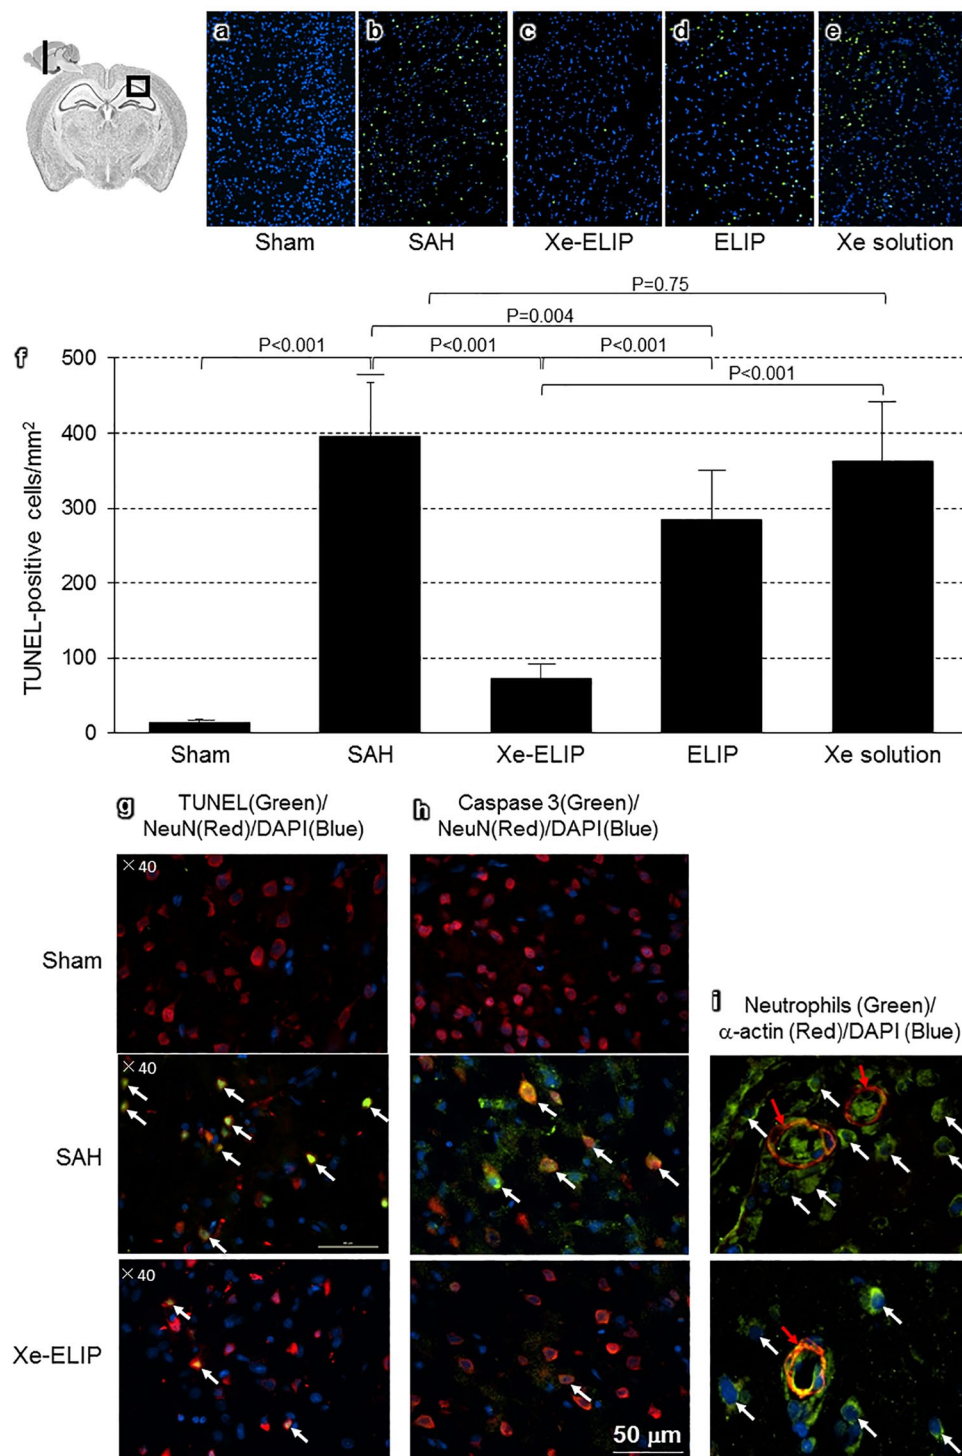 a b c d e
Sham SAH Xe-ELIP ELIP Xe solution
P=0.75
P=0.004
P<0.001 P<0.001 P<0.001
P<0.001
f
TUNEL-positive cells/mm²
500
400
300
200
100
0
Sham SAH Xe-ELIP ELIP Xe solution
g TUNEL(Green)/
NeuN(Red)/DAPI(Blue)
h Caspase 3(Green)/
NeuN(Red)/DAPI(Blue)
×40
Sham
i Neutrophils (Green)/
α-actin (Red)/DAPI (Blue)
×40
SAH
×40
Xe-ELIP
50 µm